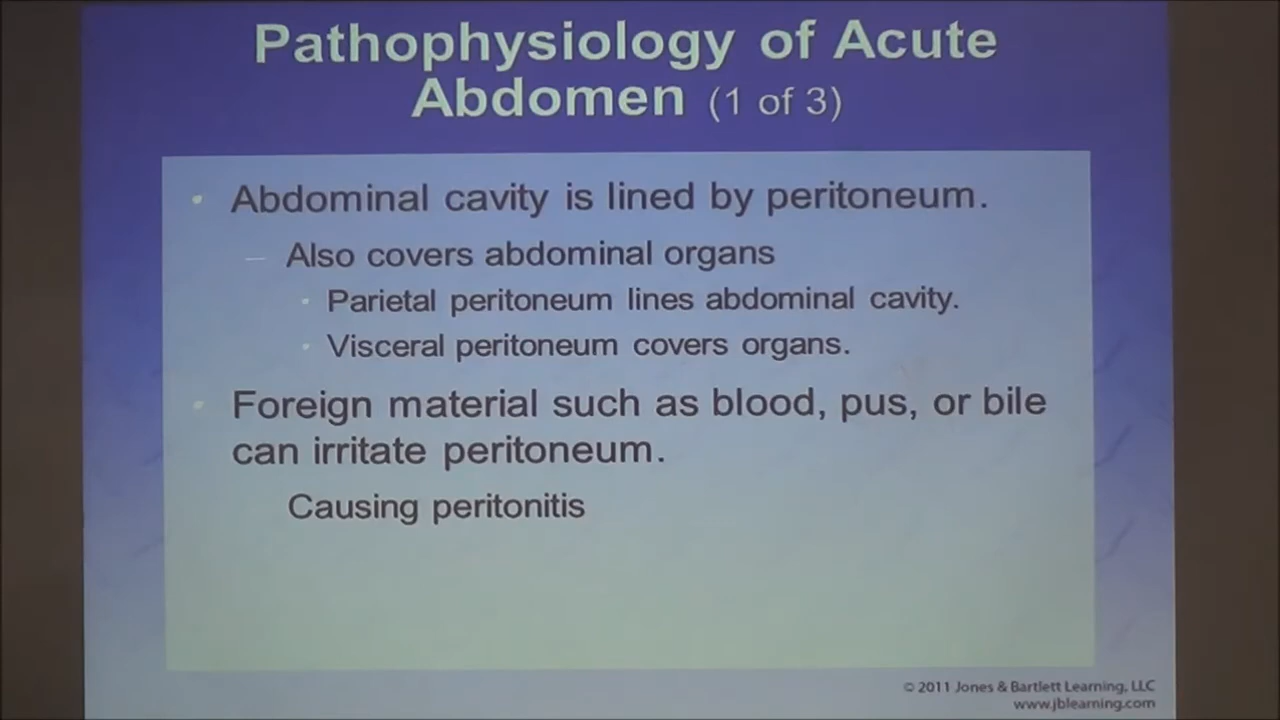 Pathophysiology of Acute
Abdomen (1 of 3)
• Abdominal cavity is lined by peritoneum.
– Also covers abdominal organs
• Parietal peritoneum lines abdominal cavity.
• Visceral peritoneum covers organs.
• Foreign material such as blood, pus, or bile
can irritate peritoneum.
Causing peritonitis
© 2011 Jones & Bartlett Learning, LLC
www.jblearning.com